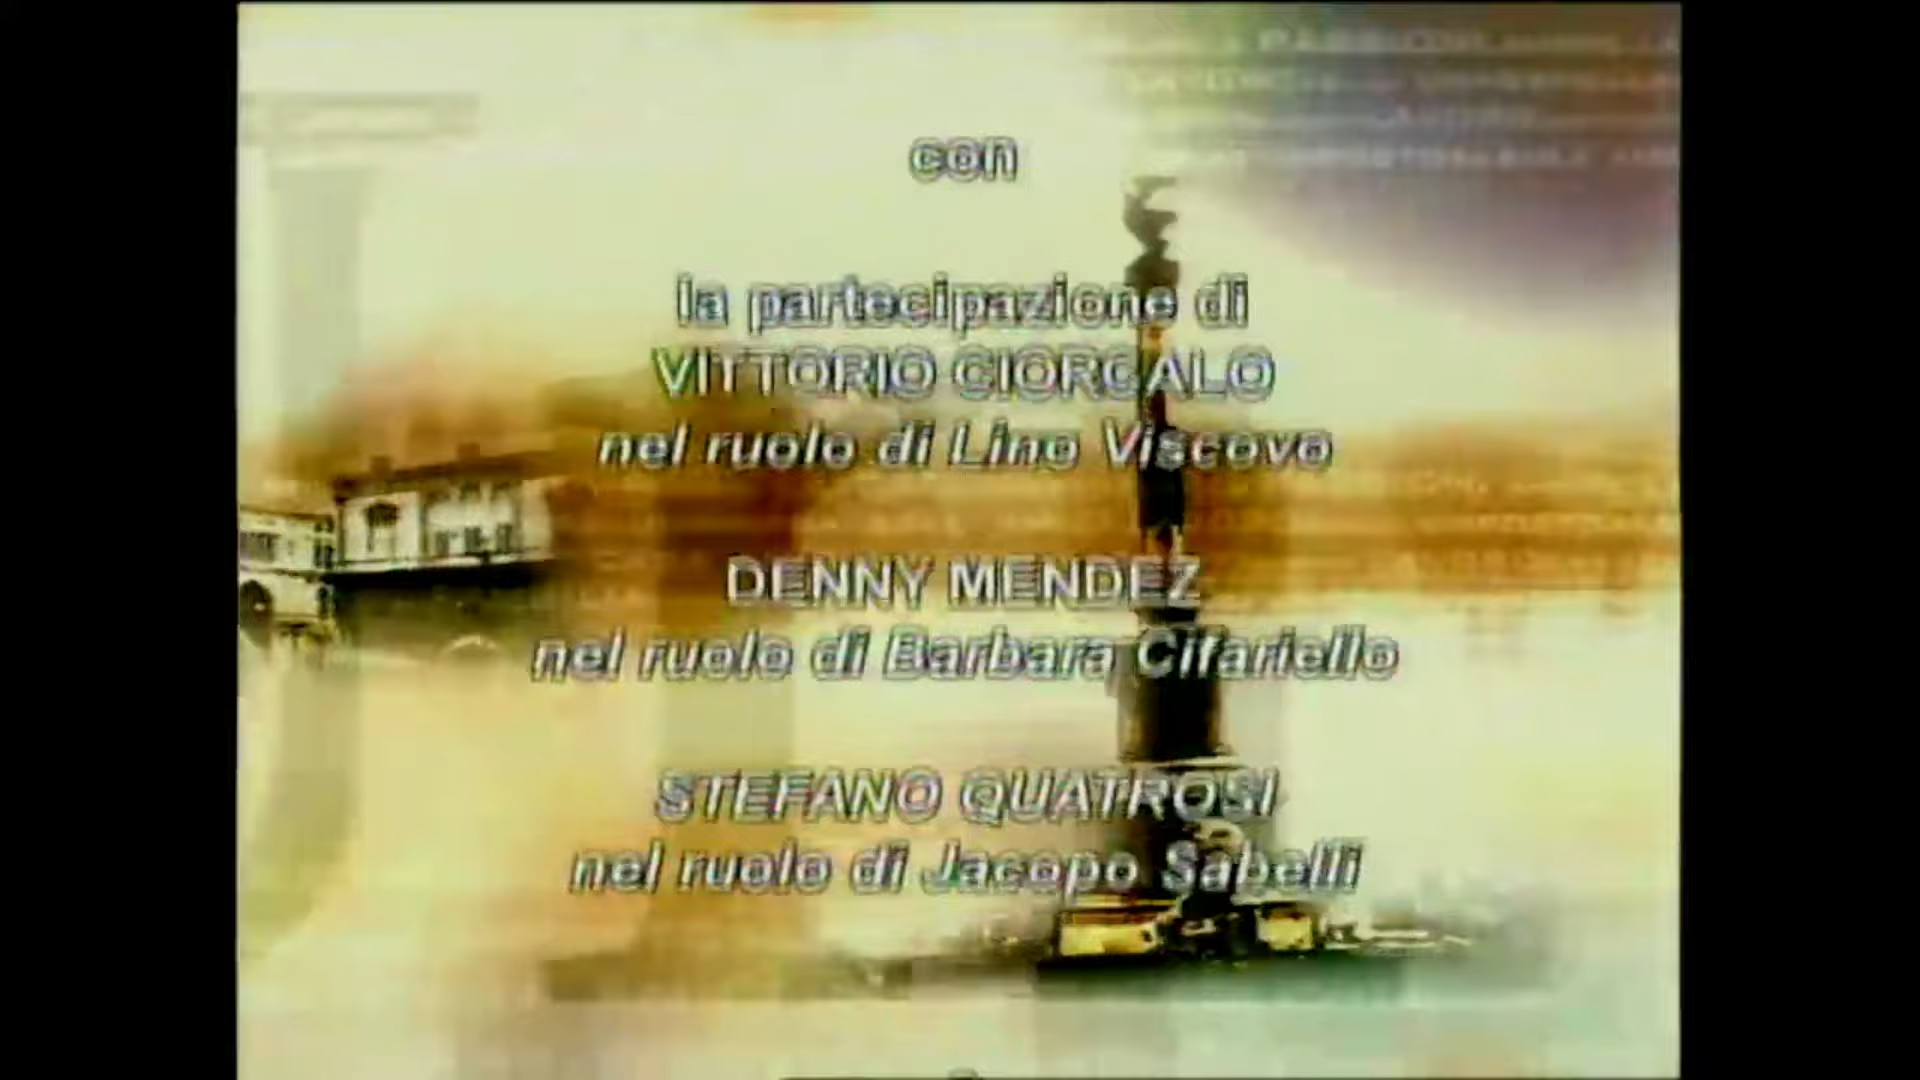 con
la partecipazione di
VITTORIO CIORCALO
nel ruolo di Lino Viscovo
DENNY MENDEZ
nel ruolo di Barbara Cifariello
STEFANO QUATROSI
nel ruolo di Jacopo Sabelli